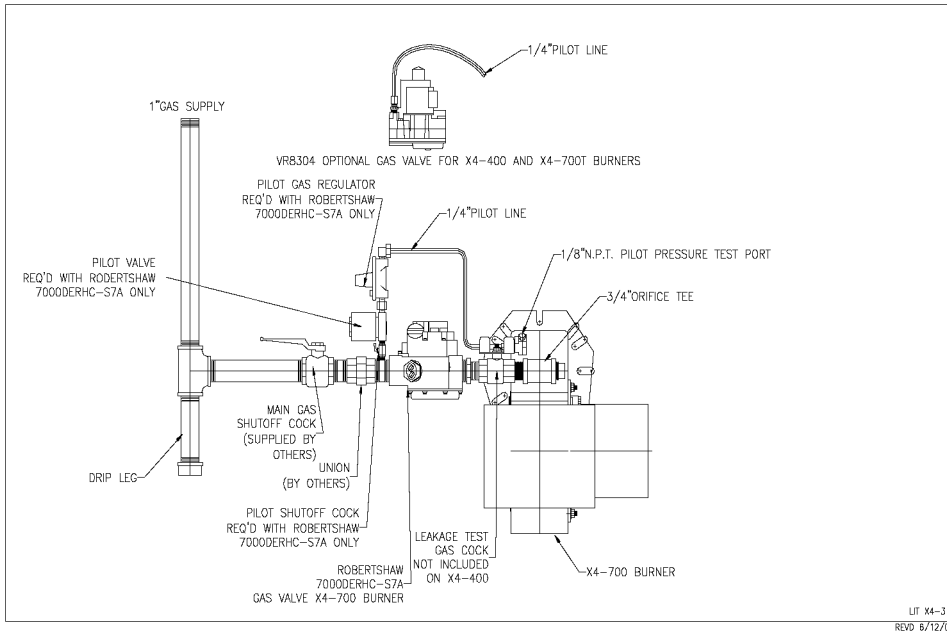 1/4"PILOT LINE
1"GAS SUPPLY
VR8304 OPTIONAL GAS VALVE FOR X4-400 AND X4-700T BURNERS
PILOT GAS REGULATOR
REQ'D WITH ROBERTSHAW
7000DERHC-S7A ONLY
1/4"PILOT LINE
PILOT VALVE
REQ'D WITH RODERTSHAW
7000DERHC-S7A ONLY
1/8"N.P.T. PILOT PRESSURE TEST PORT
3/4"ORIFICE TEE
MAIN GAS
SHUTOFF COCK
(SUPPLIED BY
OTHERS)
UNION
(BY OTHERS)
DRIP LEG
PILOT SHUTOFF COCK
REQ'D WITH ROBERTSHAW
7000DERHC-S7A ONLY
LEAKAGE TEST
GAS COCK
NOT INCLUDED
ON X4-400
ROBERTSHAW
7000DERHC-S7A
GAS VALVE X4-700 BURNER
X4-700 BURNER
LIT X4-3
REVD 6/12/